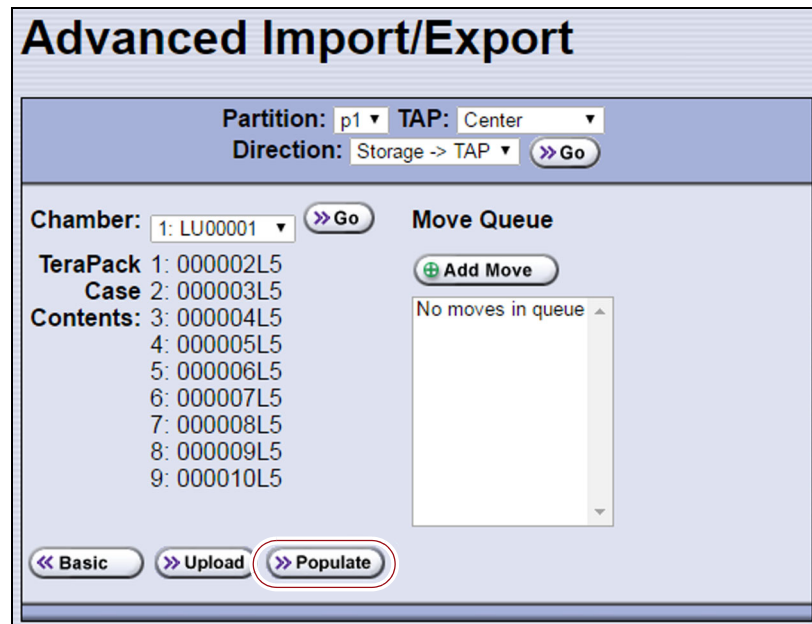 Advanced Import/Export
Partition: p1 TAP: Center
Direction: Storage -> TAP Go
Chamber: 1: LU00001 Go
TeraPack 1: 000002L5
Case 2: 000003L5
Contents: 3: 000004L5
4: 000005L5
5: 000006L5
6: 000007L5
7: 000008L5
8: 000009L5
9: 000010L5
Move Queue
Add Move
No moves in queue
Basic Upload Populate